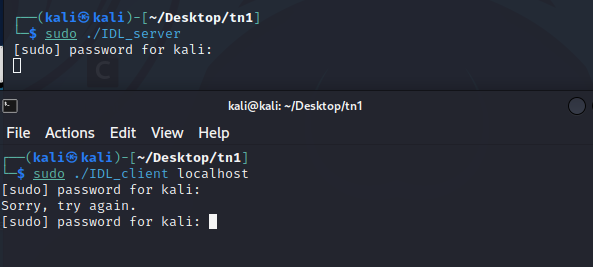 ┌──(kali㉿kali)-[~/Desktop/tn1]
└─$ sudo ./IDL_server
[sudo] password for kali:
kali@kali: ~/Desktop/tn1
File Actions Edit View Help
┌──(kali㉿kali)-[~/Desktop/tn1]
└─$ sudo ./IDL_client localhost
[sudo] password for kali:
Sorry, try again.
[sudo] password for kali: